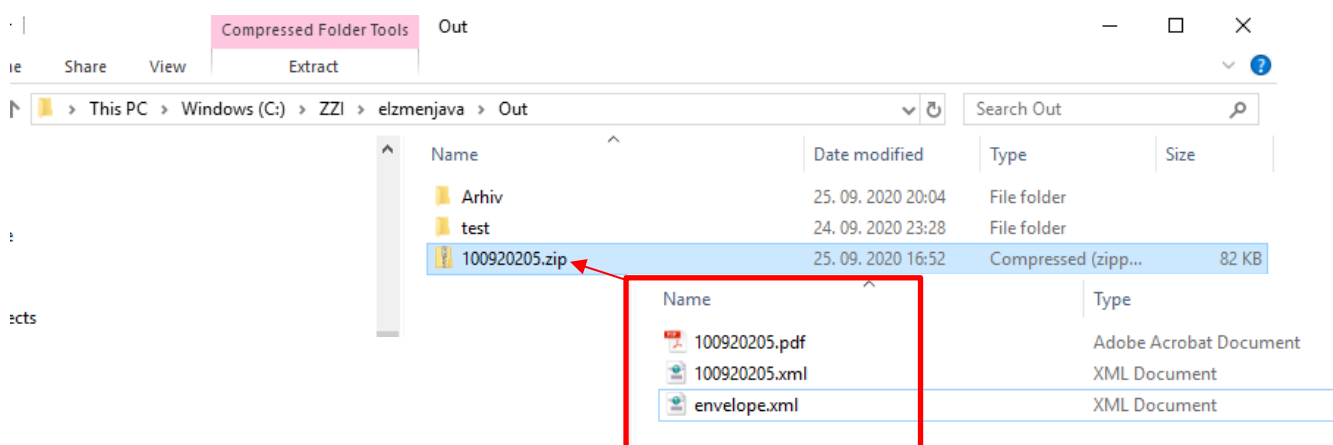 Compressed Folder Tools Out
Share View Extract
This PC > Windows (C:) > ZZI > elzmenjava > Out Search Out
Name Date modified Type Size
Arhiv 25. 09. 2020 20:04 File folder
test 24. 09. 2020 23:28 File folder
100920205.zip 25. 09. 2020 16:52 Compressed (zipp... 82 KB
Name Type
ects
100920205.pdf Adobe Acrobat Document
100920205.xml XML Document
envelope.xml XML Document